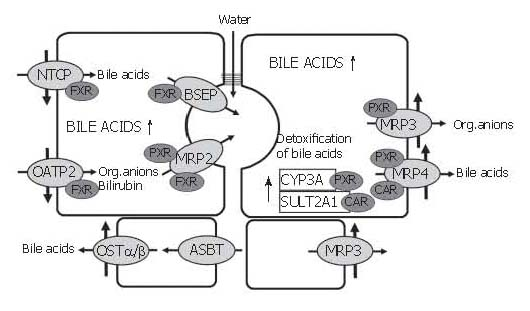 Water
BILE ACIDS
NTCP
Bile acids
FXR
FXR
BSEP
BILE ACIDS
PXR
MRP3
Org.anions
PXR
MRP2
FXR
Detoxification
of bile acids
OATP2
Org.anions
Bilirubin
FXR
CYP3A
PXR
SULT2A1
CAR
PXR
MRP4
CAR
Bile acids
Bile acids
OSTα/β
ASBT
MRP3